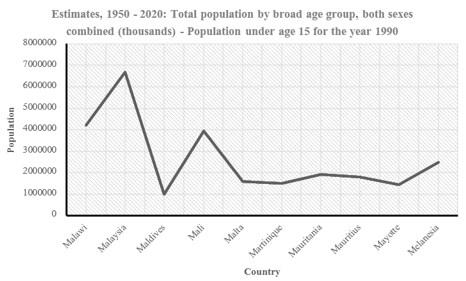 Estimates, 1950 - 2020: Total population by broad age group, both sexes
combined (thousands) - Population under age 15 for the year 1990
8000000
7000000
6000000
5000000
4000000
3000000
2000000
1000000
0
Population
Malawi
Malaysia
Maldives
Mali
Malta
Martinique
Mauritania
Mauritius
Mayotte
Melanesia
Country